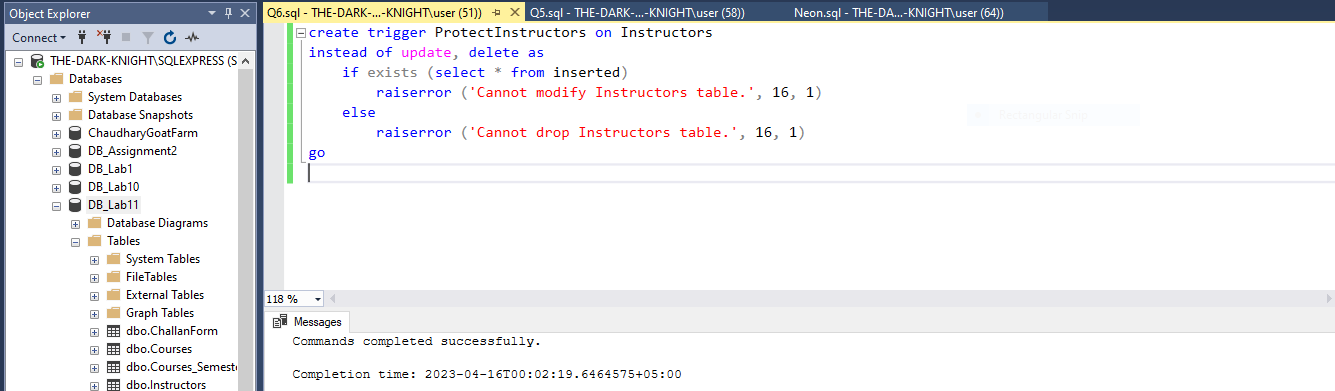 Object Explorer
Connect
THE-DARK-KNIGHT\SQLEXPRESS (S
Databases
System Databases
Database Snapshots
ChaudharyGoatFarm
DB_Assignment2
DB_Lab1
DB_Lab10
DB_Lab11
Database Diagrams
Tables
System Tables
FileTables
External Tables
Graph Tables
dbo.ChallanForm
dbo.Courses
dbo.Courses_Semest
dbo.Instructors
Q6.sql - THE-DARK-...-KNIGHT\user (51)) Q5.sql - THE-DARK-...-KNIGHT\user (58)) Neon.sql - THE-DA...-KNIGHT\user (64))
create trigger ProtectInstructors on Instructors
instead of update, delete as
if exists (select * from inserted)
raiserror ('Cannot modify Instructors table.', 16, 1)
else
raiserror ('Cannot drop Instructors table.', 16, 1)
go
Rectangular Snip
118 %
Messages
Commands completed successfully.
Completion time: 2023-04-16T00:02:19.6464575+05:00